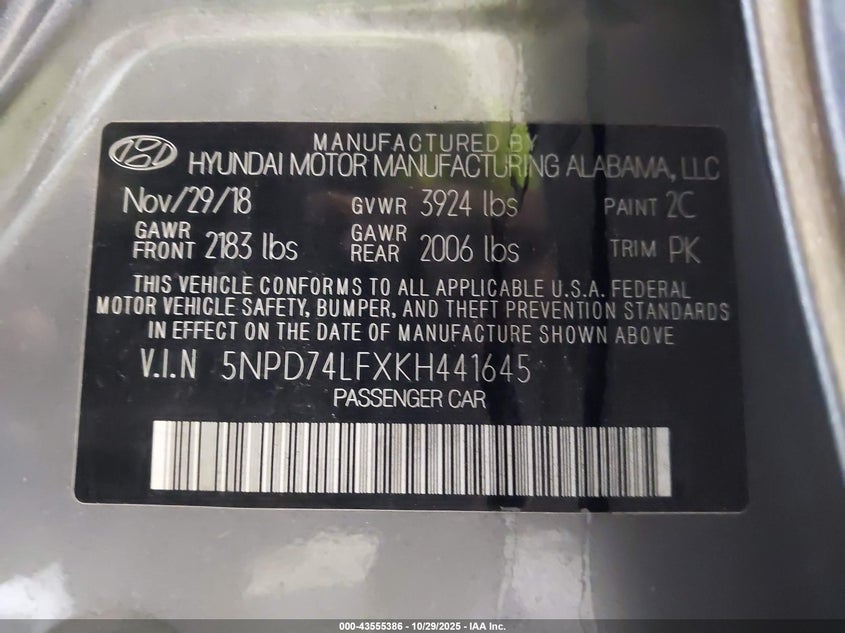 MANUFACTURED BY
HYUNDAI MOTOR MANUFACTURING ALABAMA, LLC
Nov/29/18 GVWR 3924 lbs PAINT 2C
GAWR FRONT 2183 lbs GAWR REAR 2006 lbs TRIM PK
THIS VEHICLE CONFORMS TO ALL APPLICABLE U.S.A. FEDERAL
MOTOR VEHICLE SAFETY, BUMPER, AND THEFT PREVENTION STANDARDS
IN EFFECT ON THE DATE OF MANUFACTURE SHOWN ABOVE
V.I.N 5NPD74LFXKH441645
PASSENGER CAR
000-43555386 - 10/29/2025 - IAA Inc.